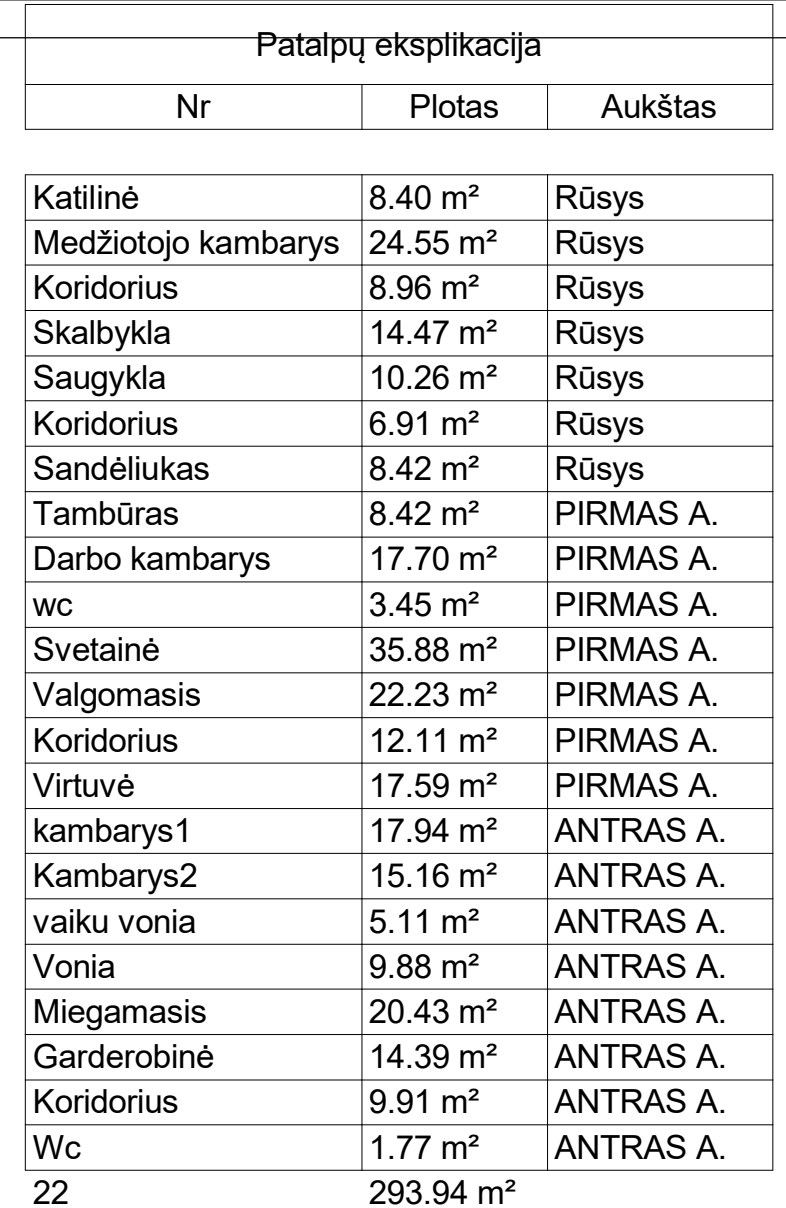 Patalpų eksplikacija
Nr Plotas Aukštas
Katilinė 8.40 m² Rūsys
Medžiotojo kambarys 24.55 m² Rūsys
Koridorius 8.96 m² Rūsys
Skalbykla 14.47 m² Rūsys
Saugykla 10.26 m² Rūsys
Koridorius 6.91 m² Rūsys
Sandėliukas 8.42 m² Rūsys
Tambūras 8.42 m² PIRMAS A.
Darbo kambarys 17.70 m² PIRMAS A.
wc 3.45 m² PIRMAS A.
Svetainė 35.88 m² PIRMAS A.
Valgomasis 22.23 m² PIRMAS A.
Koridorius 12.11 m² PIRMAS A.
Virtuvė 17.59 m² PIRMAS A.
kambarys1 17.94 m² ANTRAS A.
Kambarys2 15.16 m² ANTRAS A.
vaiku vonia 5.11 m² ANTRAS A.
Vonia 9.88 m² ANTRAS A.
Miegamasis 20.43 m² ANTRAS A.
Garderobinė 14.39 m² ANTRAS A.
Koridorius 9.91 m² ANTRAS A.
Wc 1.77 m² ANTRAS A.
22 293.94 m²